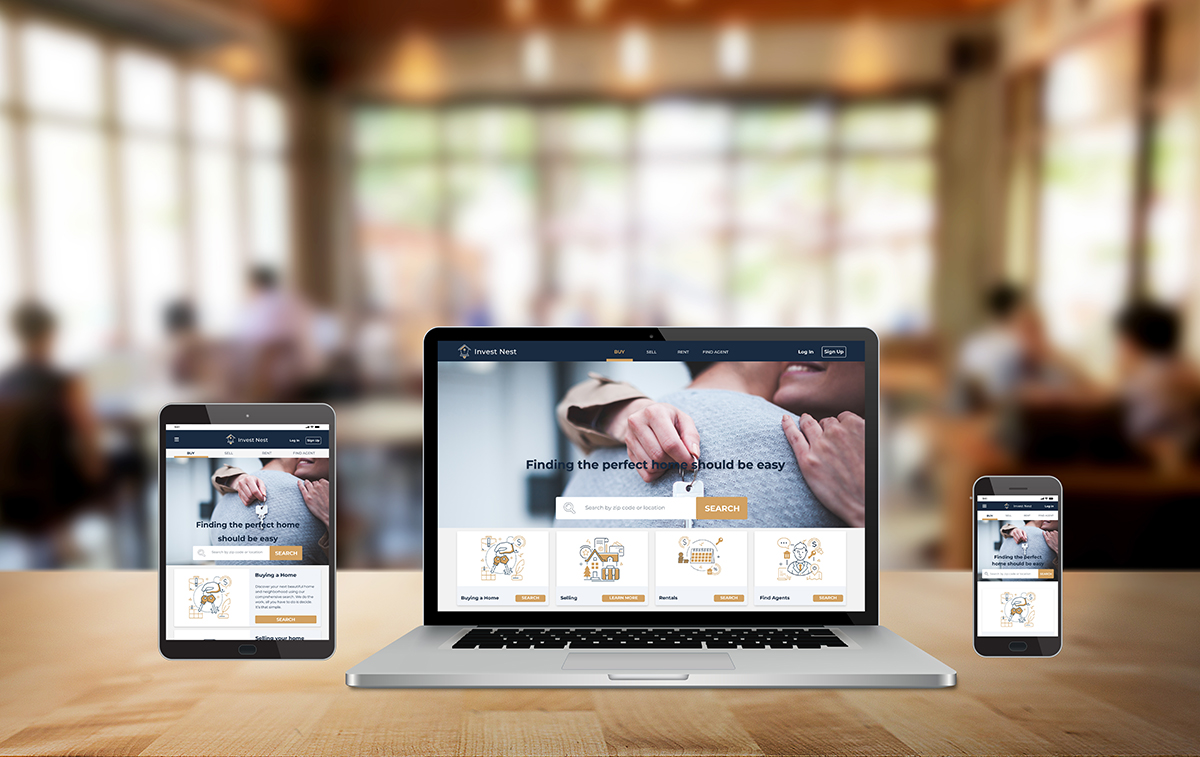 Invest Nest
BUY SELL RENT FIND AGENT
Log In Sign Up
Finding the perfect home should be easy
Search by zip code or location SEARCH
Buying a Home SEARCH
Selling LEARN MORE
Rentals SEARCH
Find Agents SEARCH
Invest Nest
Log In Sign Up
BUY SELL RENT FIND AGENT
Finding the perfect home
should be easy
Search by zip code or location SEARCH
Buying a Home
Discover your next beautiful home
and neighborhood using our
comprehensive search. We do the
work, all you have to do is decide.
It's that simple.
SEARCH
Selling your home
Invest Nest
Log In
BUY SELL RENT FIND AGENT
Finding the perfect
home should be easy
Search by zip code or location SEARCH